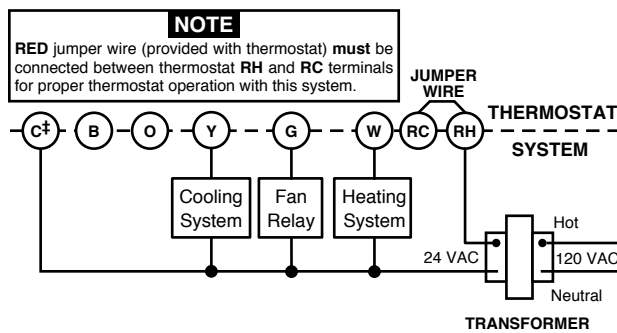 NOTE
RED jumper wire (provided with thermostat) must be
connected between thermostat RH and RC terminals
for proper thermostat operation with this system.
JUMPER
WIRE
THERMOSTAT
C‡ B O Y G W RC RH
SYSTEM
Cooling
System
Fan
Relay
Heating
System
Hot
24 VAC
120 VAC
Neutral
TRANSFORMER